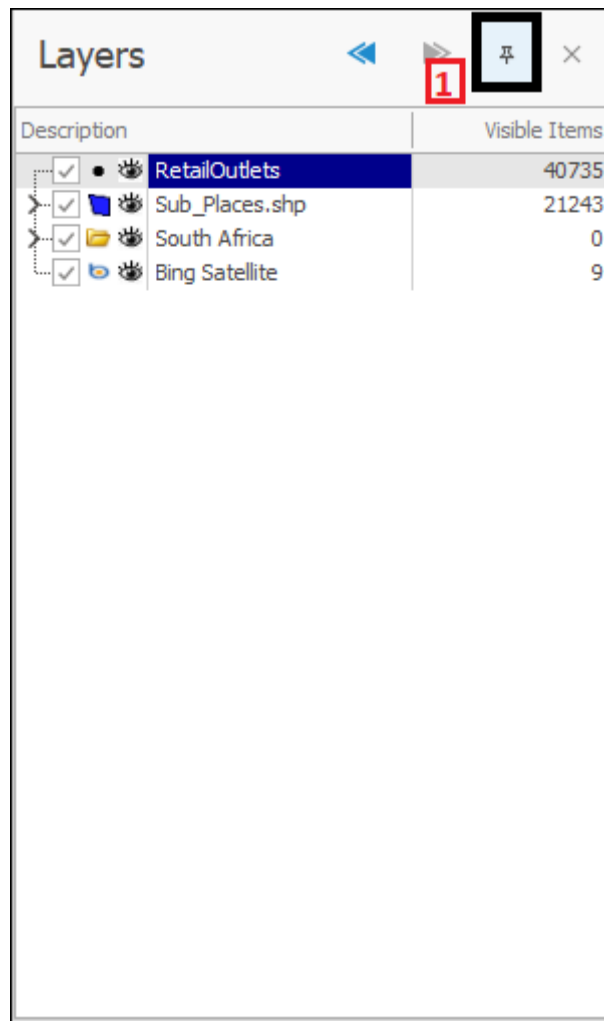 Layers
1
Description Visible Items
RetailOutlets 40735
Sub_Places.shp 21243
South Africa 0
Bing Satellite 9